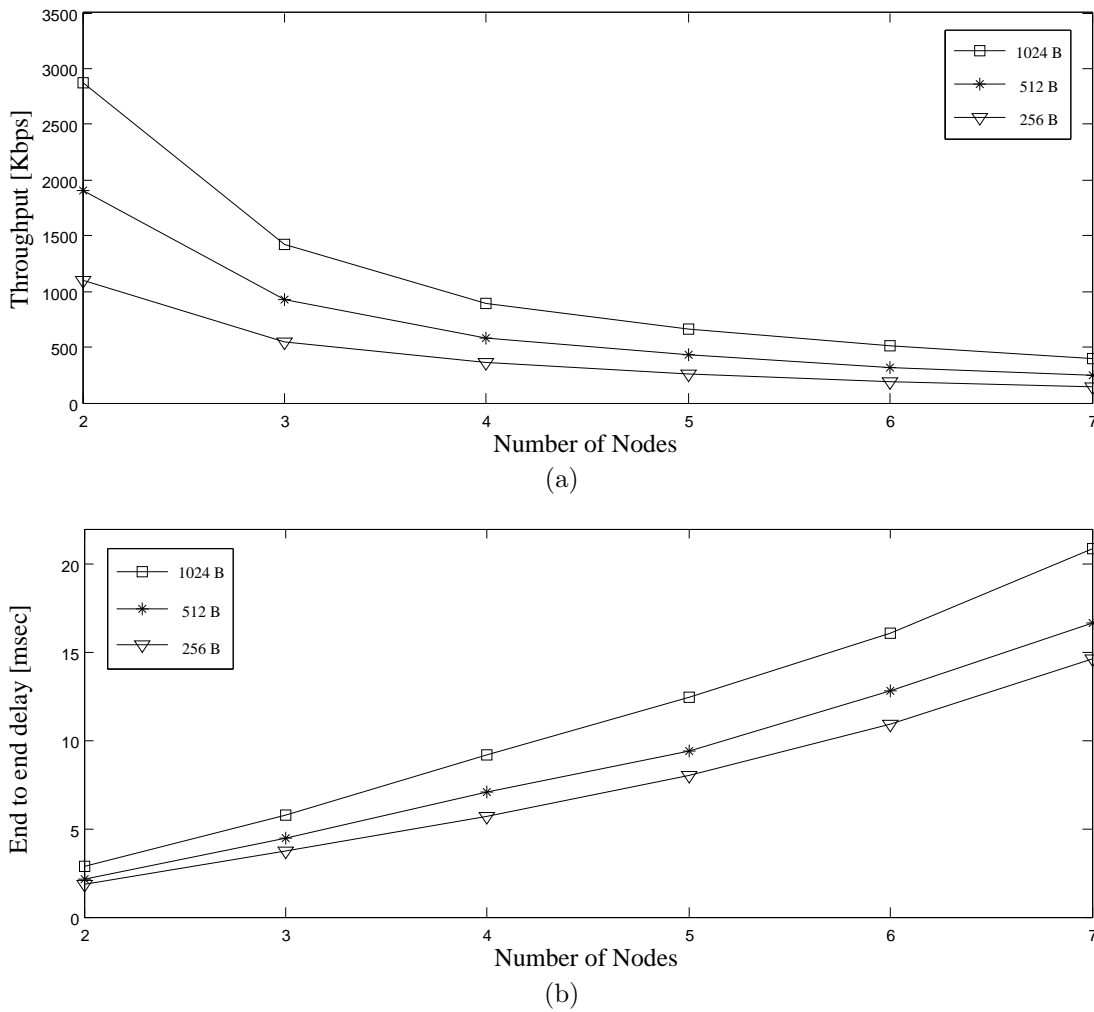 3500
3000
2500
2000
1500
1000
500
0
Throughput [Kbps]
1024 B
512 B
256 B
2 3 4 5 6 7
Number of Nodes
(a)
20
15
10
5
0
End to end delay [msec]
1024 B
512 B
256 B
2 3 4 5 6 7
Number of Nodes
(b)